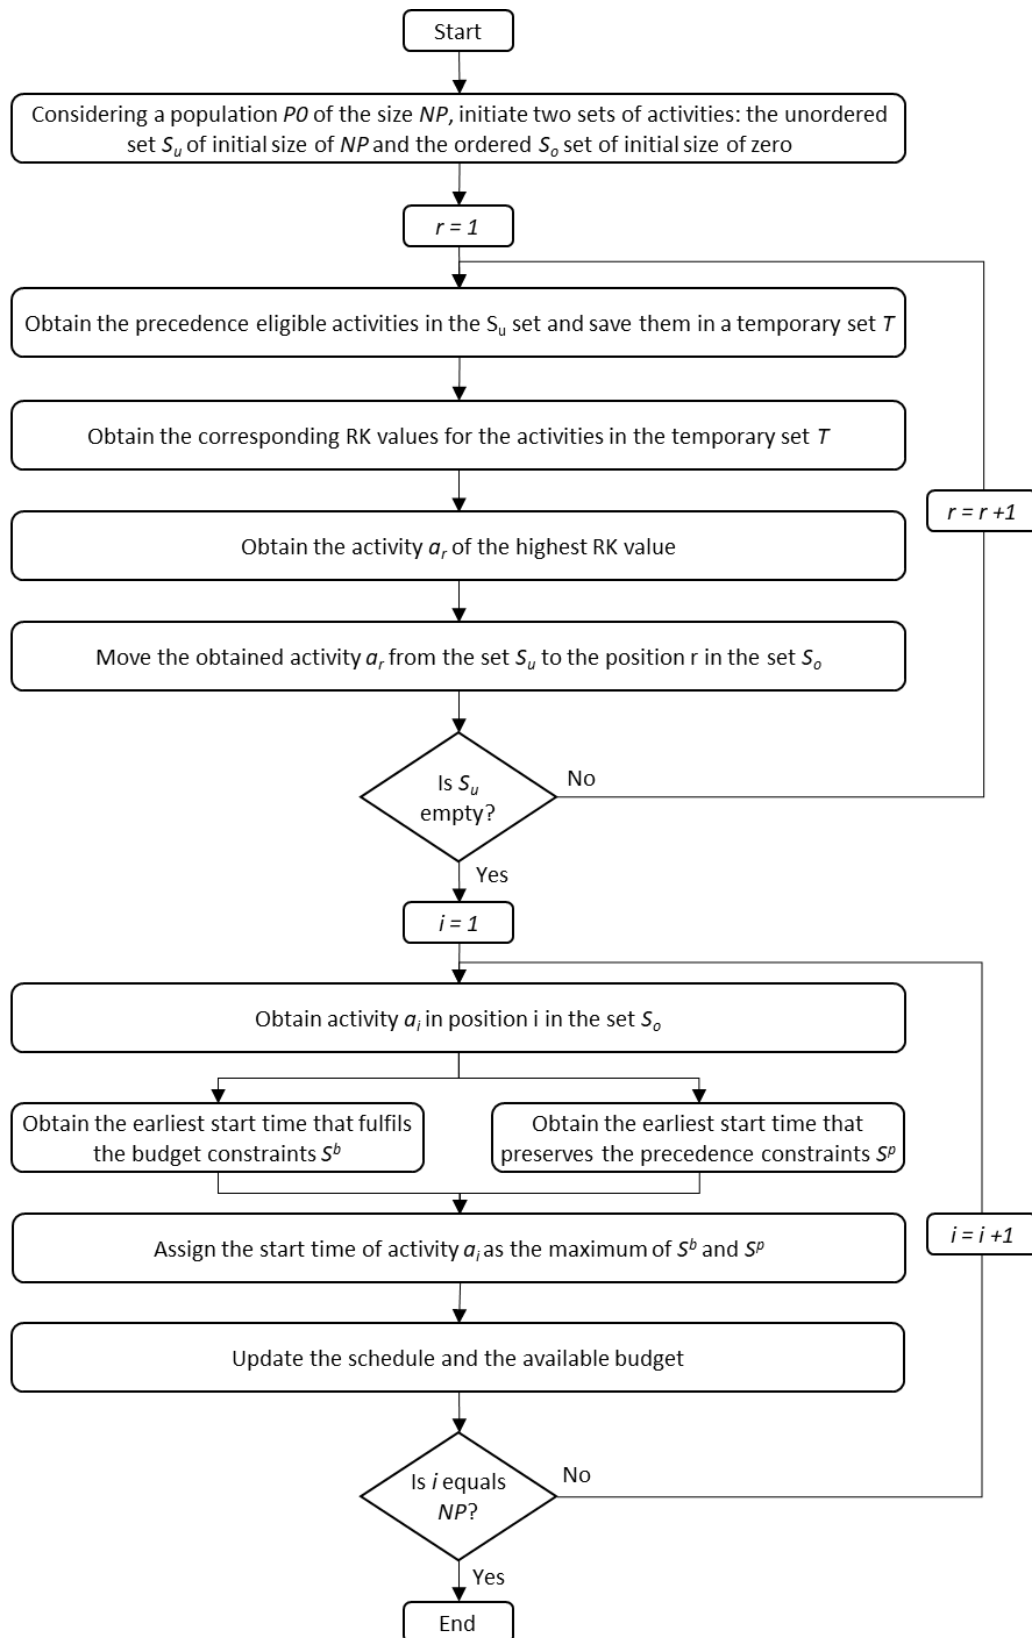 Start
Considering a population P0 of the size NP, initiate two sets of activities: the unordered
set Su of initial size of NP and the ordered So set of initial size of zero
r = 1
Obtain the precedence eligible activities in the Su set and save them in a temporary set T
Obtain the corresponding RK values for the activities in the temporary set T
r = r +1
Obtain the activity ar of the highest RK value
Move the obtained activity ar from the set Su to the position r in the set So
Is Su
empty?
No
Yes
i = 1
Obtain activity ai in position i in the set So
Obtain the earliest start time that fulfils
the budget constraints Sb
Obtain the earliest start time that
preserves the precedence constraints Sp
Assign the start time of activity ai as the maximum of Sb and Sp
i = i +1
Update the schedule and the available budget
Is i equals
NP?
No
Yes
End